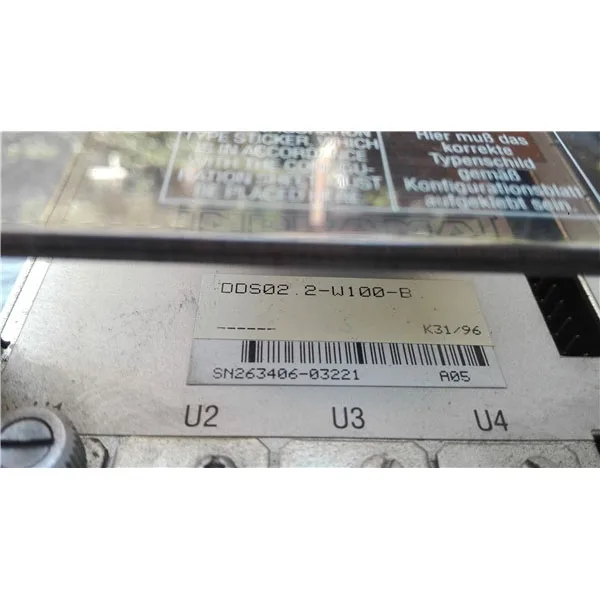 TYPE STICKER, WHICH
IS IN ACCORDANCE
WITH THE CONFIGU-
RATION SHEET MUST
BE PLACED HERE
Hier muß das
korrekte
Typenschild
gemäß
Konfigurationsblatt
aufgeklebt sein.
DDS02.2-W100-B
------
K31/96
SN263406-03221
A05
U1
U2
U3
U4